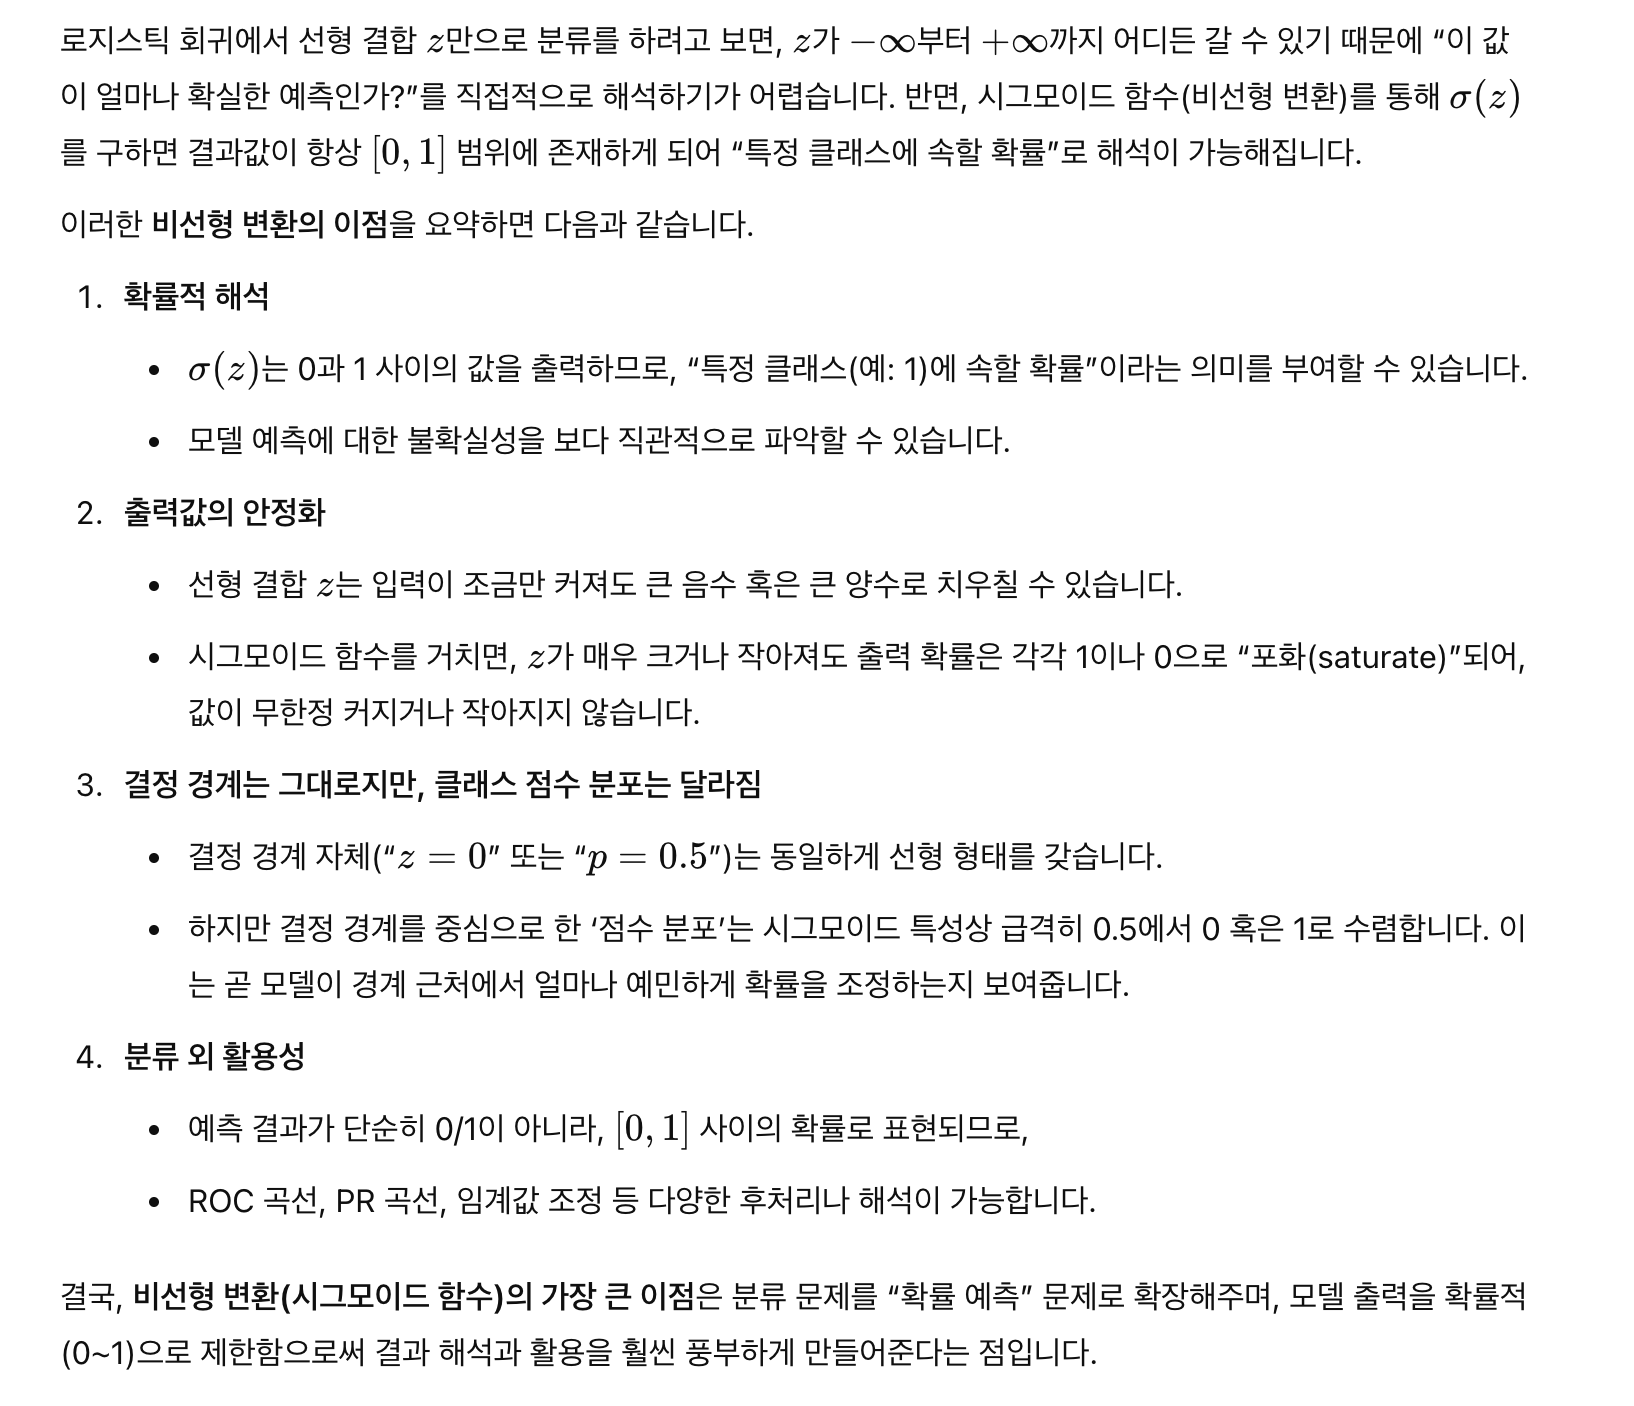 로지스틱 회귀에서 선형 결합 z만으로 분류를 하려고 보면, z가 −∞부터 +∞까지 어디든 갈 수 있기 때문에 “이 값
이 얼마나 확실한 예측인가?”를 직접적으로 해석하기가 어렵습니다. 반면, 시그모이드 함수(비선형 변환)를 통해 σ(z)
를 구하면 결과값이 항상 [0, 1] 범위에 존재하게 되어 “특정 클래스에 속할 확률”로 해석이 가능해집니다.
이러한 비선형 변환의 이점을 요약하면 다음과 같습니다.
1. 확률적 해석
• σ(z)는 0과 1 사이의 값을 출력하므로, “특정 클래스(예: 1)에 속할 확률”이라는 의미를 부여할 수 있습니다.
• 모델 예측에 대한 불확실성을 보다 직관적으로 파악할 수 있습니다.
2. 출력값의 안정화
• 선형 결합 z는 입력이 조금만 커져도 큰 음수 혹은 큰 양수로 치우칠 수 있습니다.
• 시그모이드 함수를 거치면, z가 매우 크거나 작아져도 출력 확률은 각각 1이나 0으로 “포화(saturate)”되어,
값이 무한정 커지거나 작아지지 않습니다.
3. 결정 경계는 그대로지만, 클래스 점수 분포는 달라짐
• 결정 경계 자체(“z = 0” 또는 “p = 0.5”)는 동일하게 선형 형태를 갖습니다.
• 하지만 결정 경계를 중심으로 한 ‘점수 분포’는 시그모이드 특성상 급격히 0.5에서 0 혹은 1로 수렴합니다. 이
는 곧 모델이 경계 근처에서 얼마나 예민하게 확률을 조정하는지 보여줍니다.
4. 분류 외 활용성
• 예측 결과가 단순히 0/1이 아니라, [0, 1] 사이의 확률로 표현되므로,
• ROC 곡선, PR 곡선, 임계값 조정 등 다양한 후처리나 해석이 가능합니다.
결국, 비선형 변환(시그모이드 함수)의 가장 큰 이점은 분류 문제를 “확률 예측” 문제로 확장해주며, 모델 출력을 확률적
(0~1)으로 제한함으로써 결과 해석과 활용을 훨씬 풍부하게 만들어준다는 점입니다.